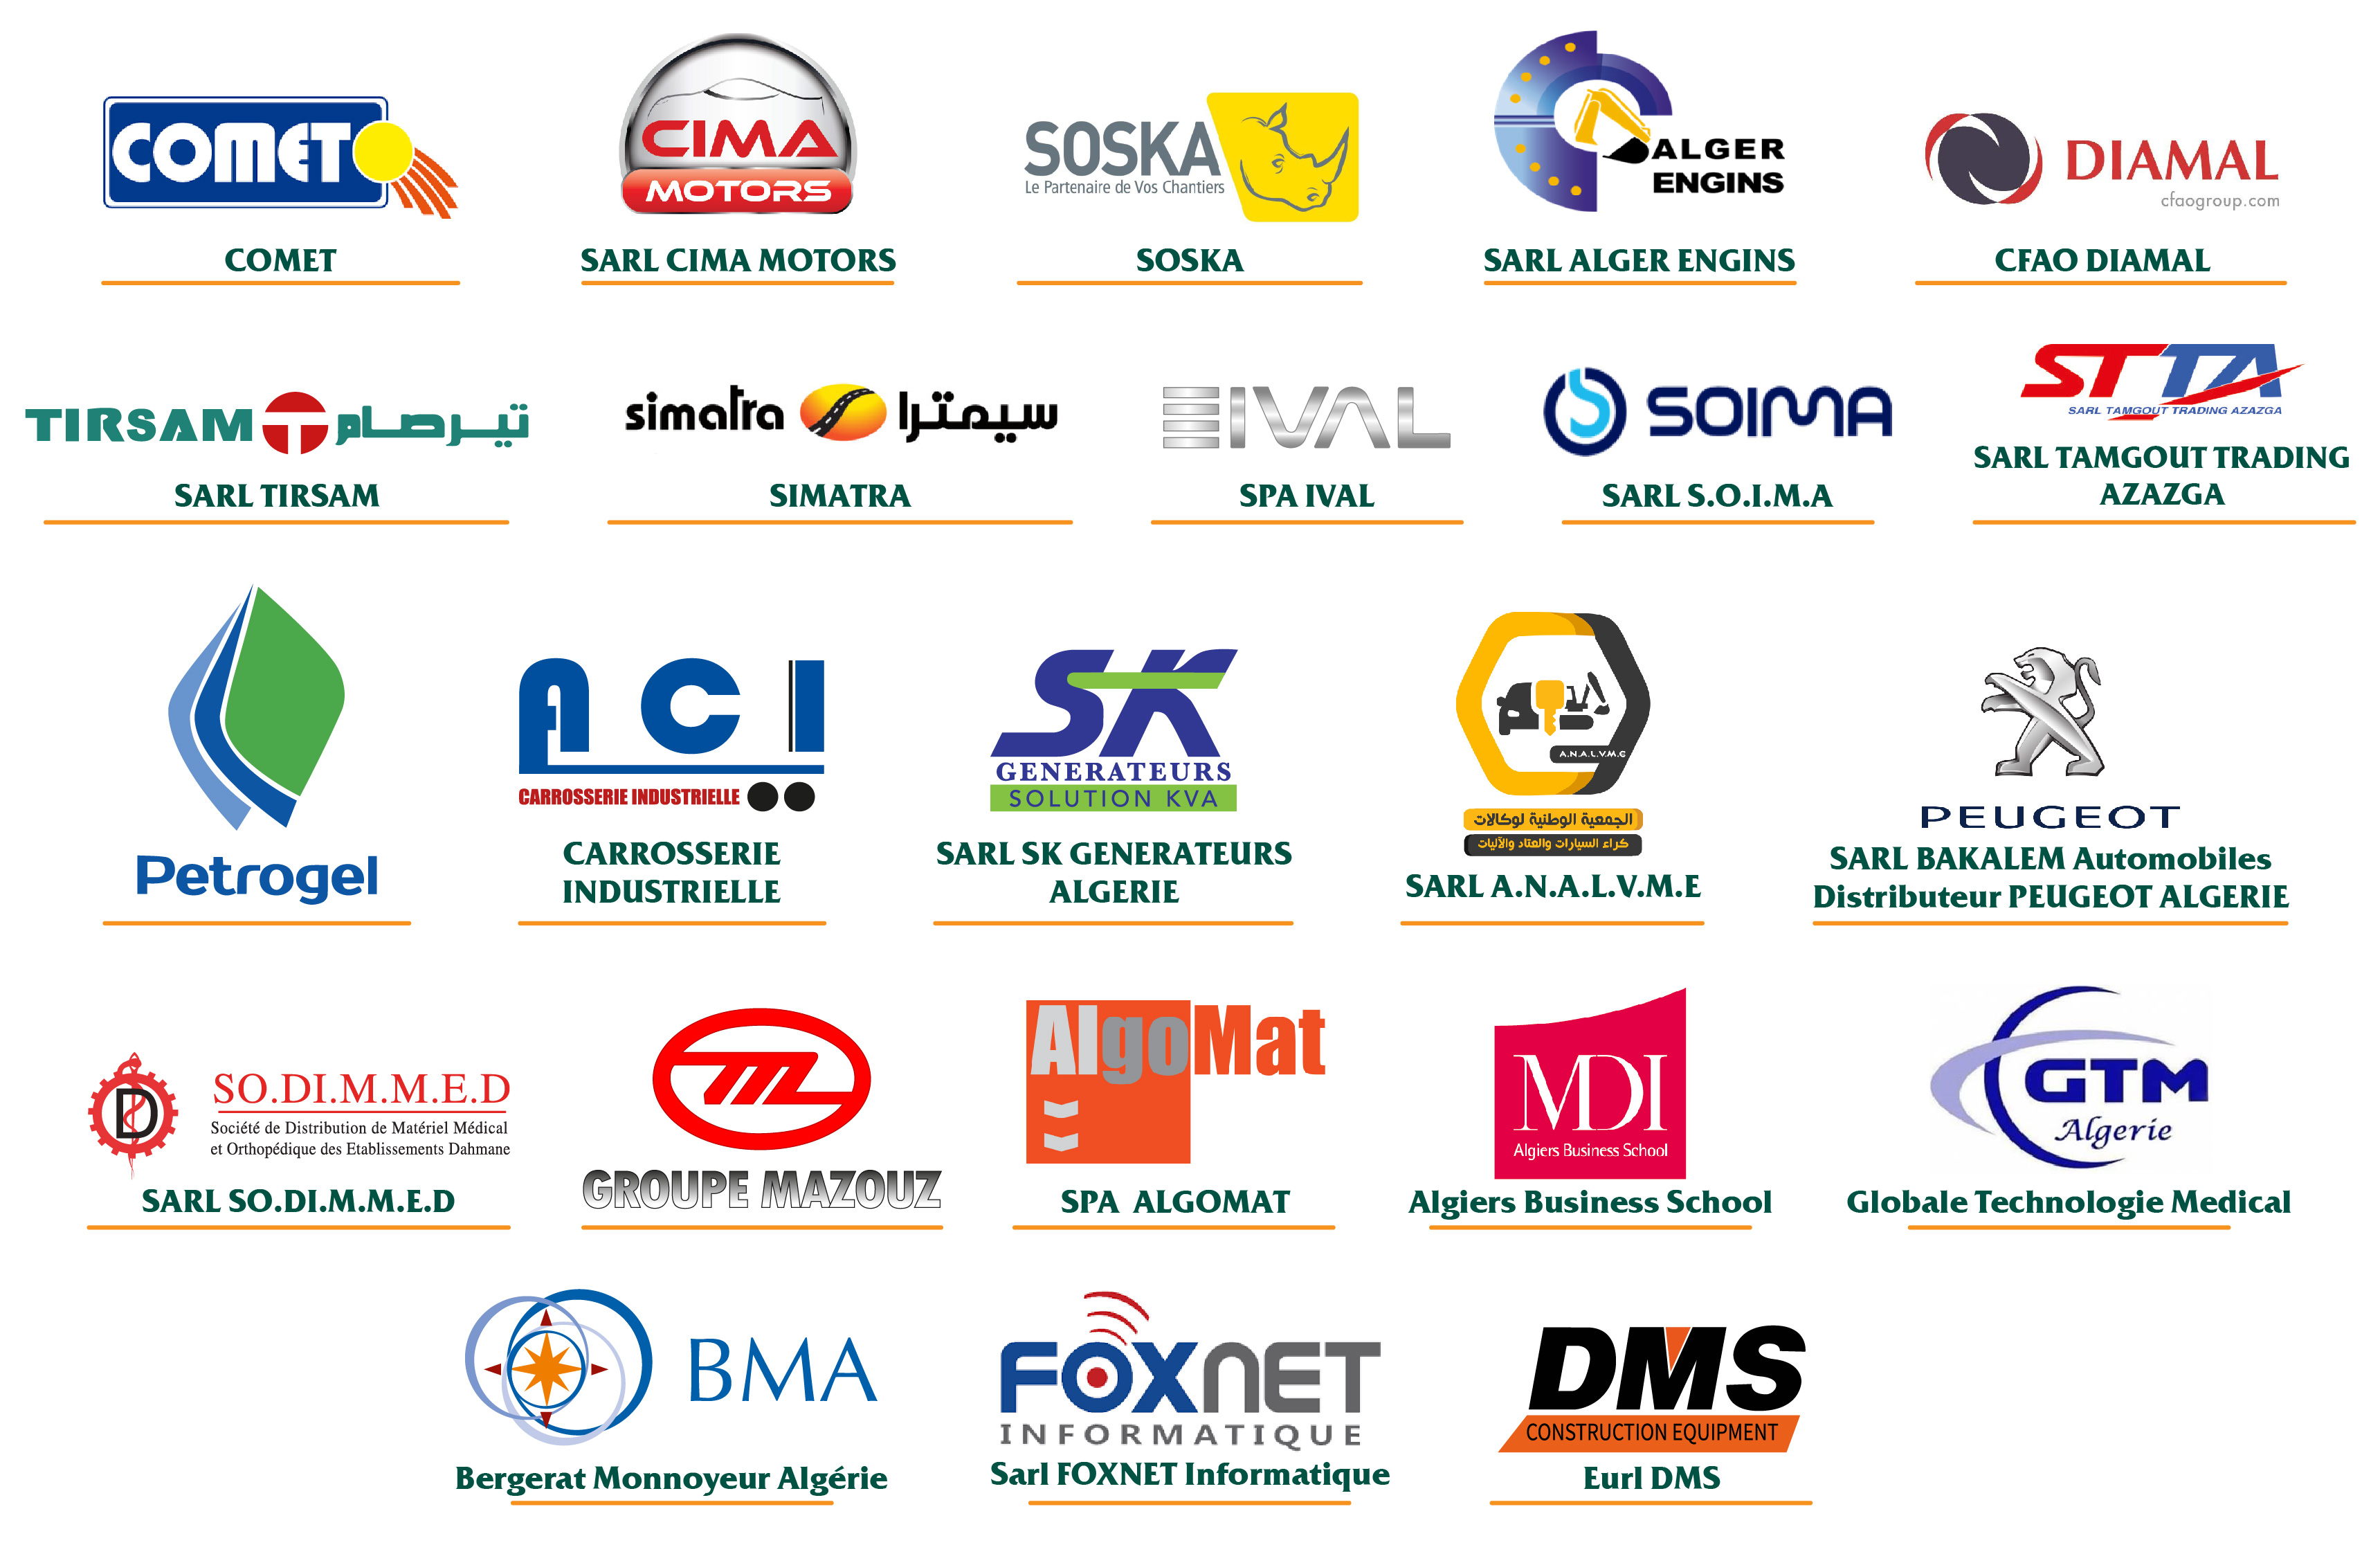 COMET
COMET
CIMA
MOTORS
SARL CIMA MOTORS
SOSKA
Le Partenaire de Vos Chantiers
SOSKA
ALGER
ENGINS
SARL ALGER ENGINS
DIAMAL
cfaogroup.com
CFAO DIAMAL
TIRSAM تيرصام
SARL TIRSAM
simatra سيمترا
SIMATRA
IVAL
SPA IVAL
SOIMA
SARL S.O.I.M.A
STTA
SARL TAMGOUT TRADING AZAZGA
SARL TAMGOUT TRADING
AZAZGA
Petrogel
ACI
CARROSSERIE INDUSTRIELLE
CARROSSERIE
INDUSTRIELLE
SK
GENERATEURS
SOLUTION KVA
SARL SK GENERATEURS
ALGERIE
A.N.A.L.V.M.E
الجمعية الوطنية لوكالات
كراء السيارات والعتاد والآليات
SARL A.N.A.L.V.M.E
PEUGEOT
SARL BAKALEM Automobiles
Distributeur PEUGEOT ALGERIE
D
SO.DI.M.M.E.D
Société de Distribution de Matériel Médical
et Orthopédique des Etablissements Dahmane
SARL SO.DI.M.M.E.D
GROUPE MAZOUZ
AlgoMat
SPA ALGOMAT
MDI
Algiers Business School
Algiers Business School
GTM
Algerie
Globale Technologie Medical
BMA
Bergerat Monnoyeur Algérie
FOXNET
INFORMATIQUE
Sarl FOXNET Informatique
DMS
CONSTRUCTION EQUIPMENT
Eurl DMS